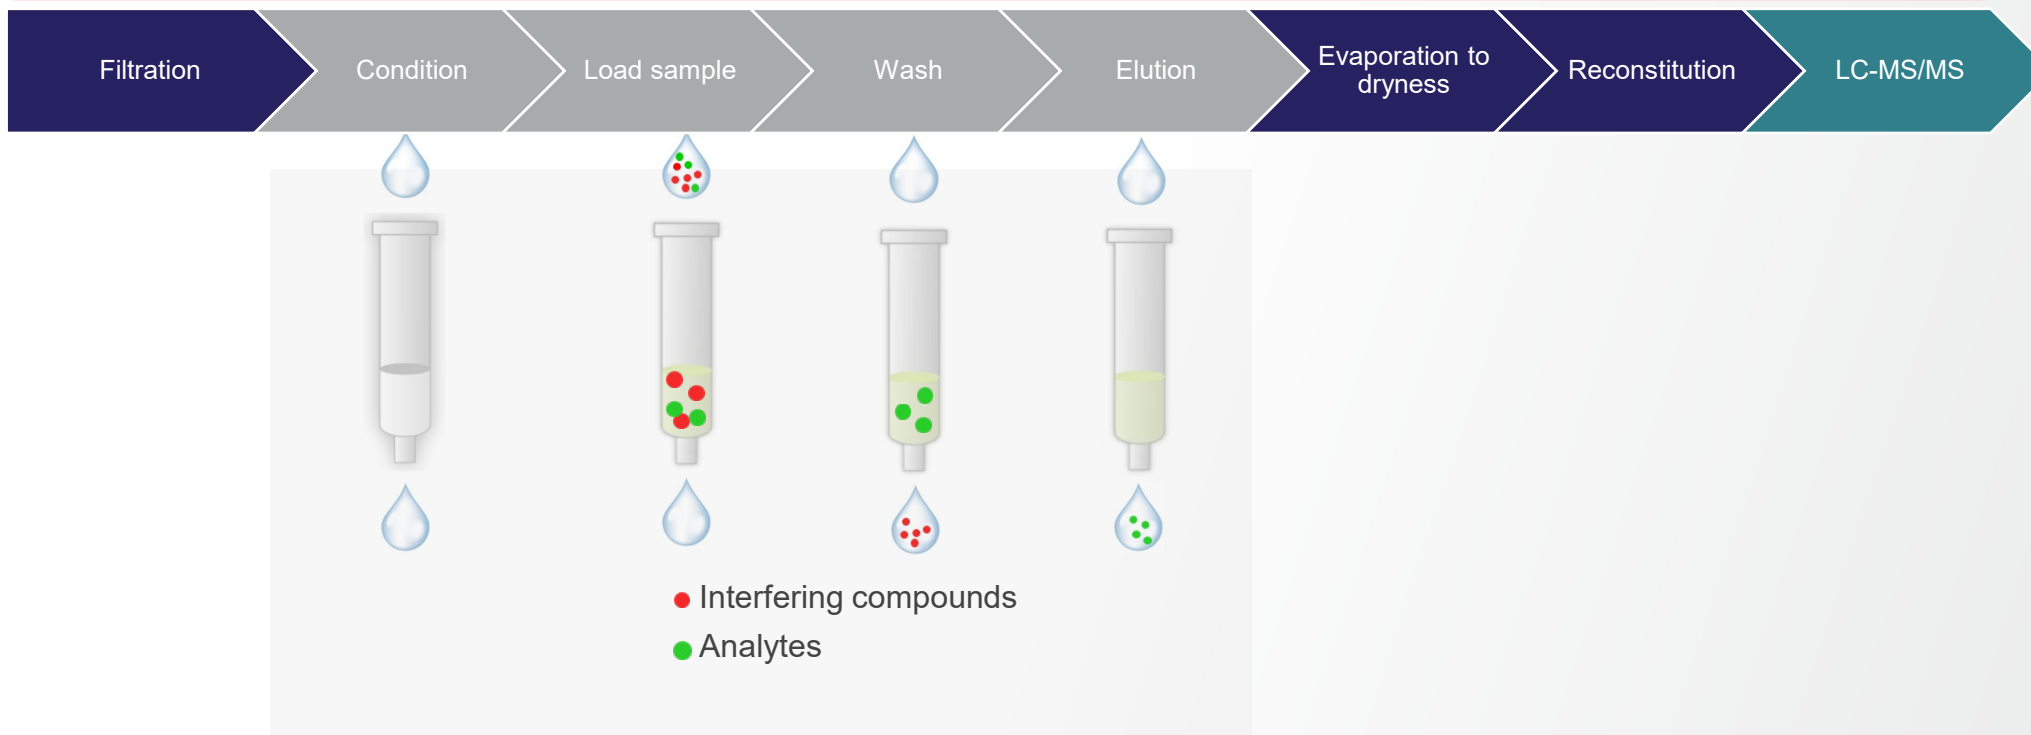 Filtration
Condition
Load sample
Wash
Elution
Evaporation to
dryness
Reconstitution
LC-MS/MS
Interfering compounds
Analytes